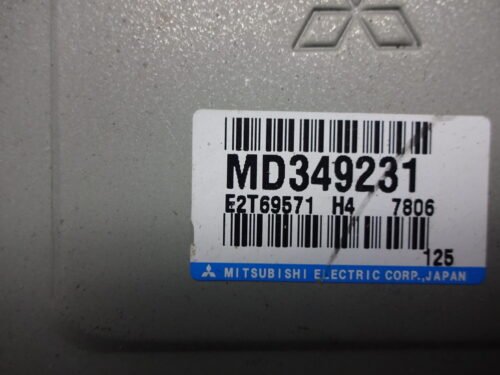 MD349231
E2T69571 H4 7806
125
MITSUBISHI ELECTRIC CORP., JAPAN